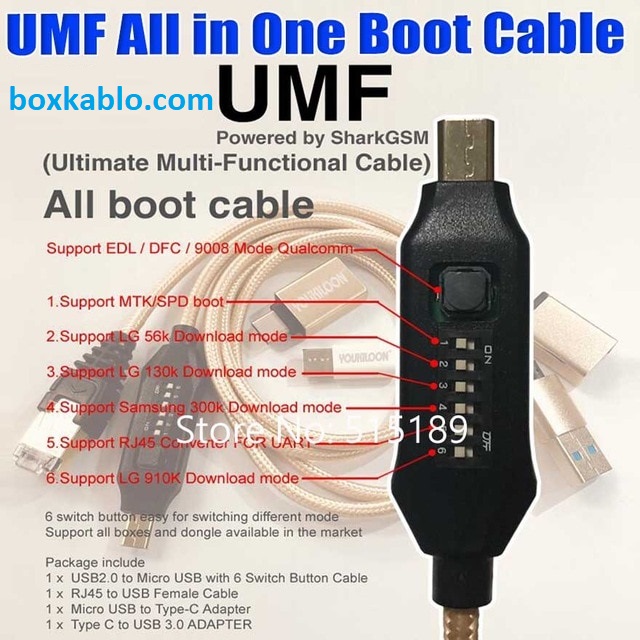 UMF All in One Boot Cable
boxkablo.com
UMF
Powered by SharkGSM
(Ultimate Multi-Functional Cable)
All boot cable
Support EDL / DFC / 9008 Mode Qualcomm
1.Support MTK/SPD boot
2.Support LG 56k Download mode
3.Support LG 130k Download mode
4.Support Samsung 300k Download mode
5.Support RJ45 Converter FOR UART
6.Support LG 910K Download mode
Store No. 515189
YOUKILOON
YOUKILOON
1 2 3 4 5 6
ON
OFF
6 switch button easy for switching different mode
Support all boxes and dongle available in the market
Package include
1 x USB2.0 to Micro USB with 6 Switch Button Cable
1 x RJ45 to USB Female Cable
1 x Micro USB to Type-C Adapter
1 x Type C to USB 3.0 ADAPTER